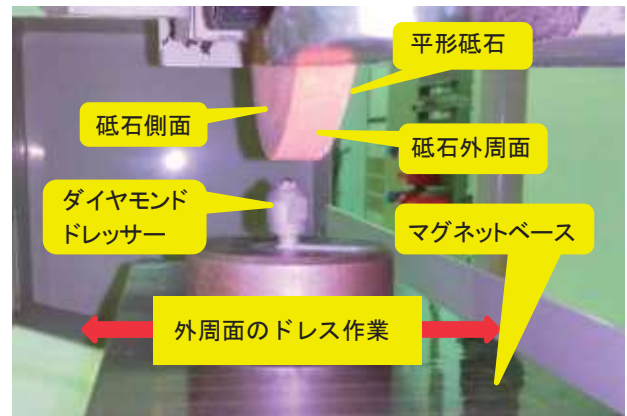 平形砥石
砥石側面
砥石外周面
ダイヤモンド
ドレッサー
マグネットベース
外周面のドレス作業